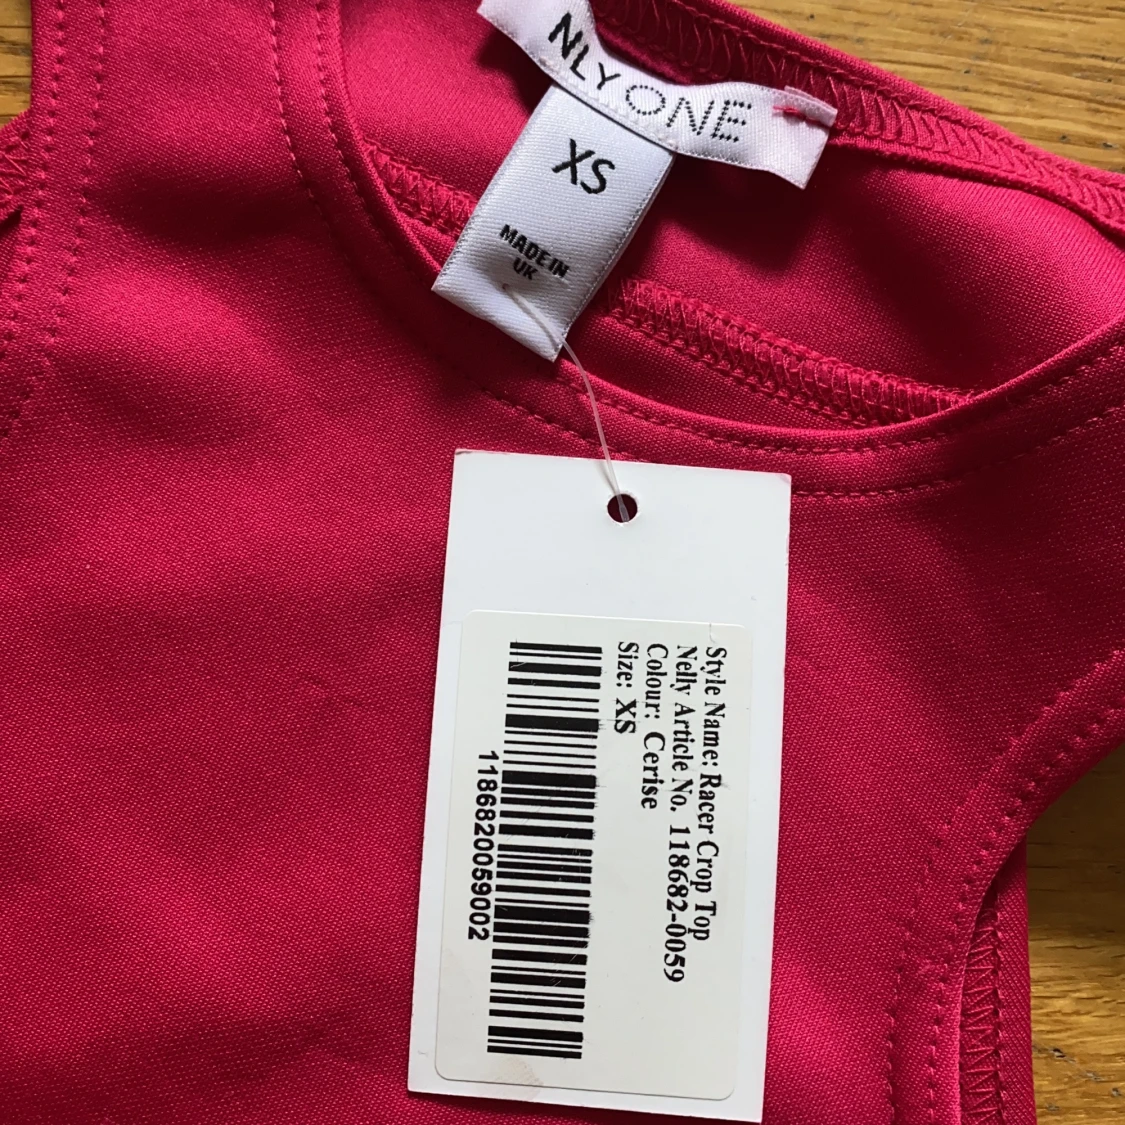 NLY ONE
XS
MADE IN
UK
Style Name: Racer Crop Top
Nelly Article No. 118682-0059
Colour: Cerise
Size: XS
1186820059002